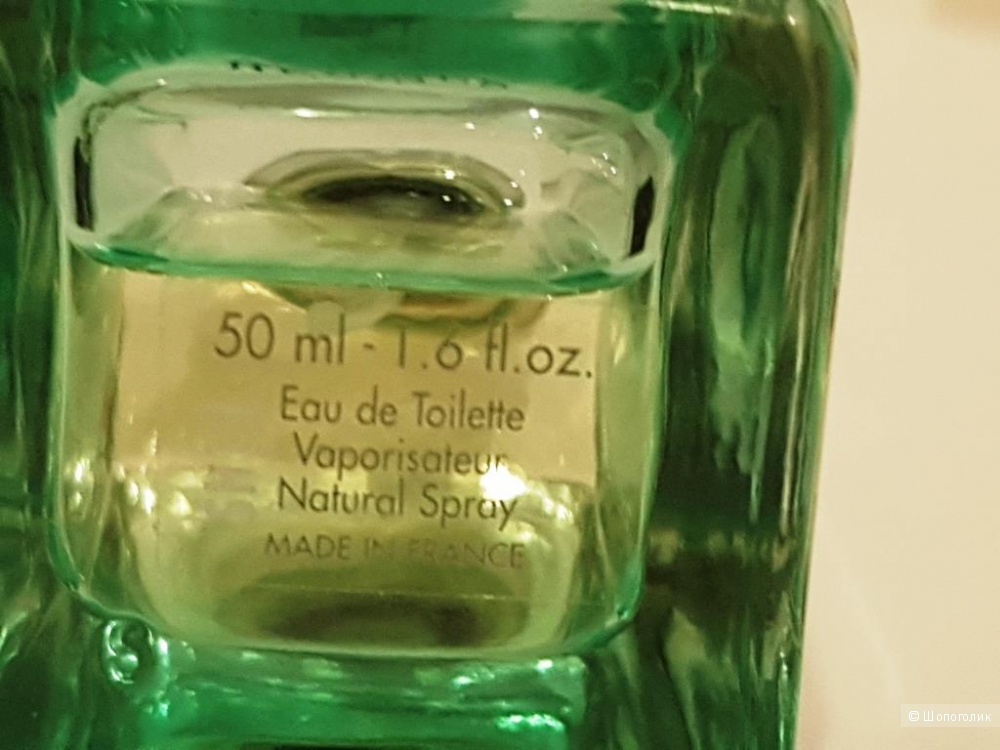 50 ml - 1.6 fl.oz.
Eau de Toilette
Vaporisateur
Natural Spray
MADE IN FRANCE
© Шопоголик